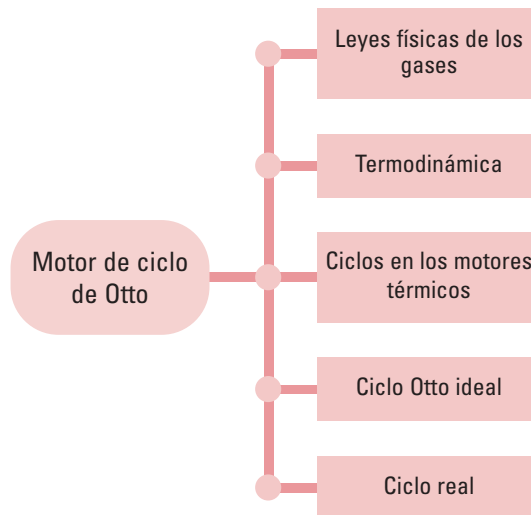 Leyes físicas de los
gases
Termodinámica
Motor de ciclo
de Otto
Ciclos en los motores
térmicos
Ciclo Otto ideal
Ciclo real